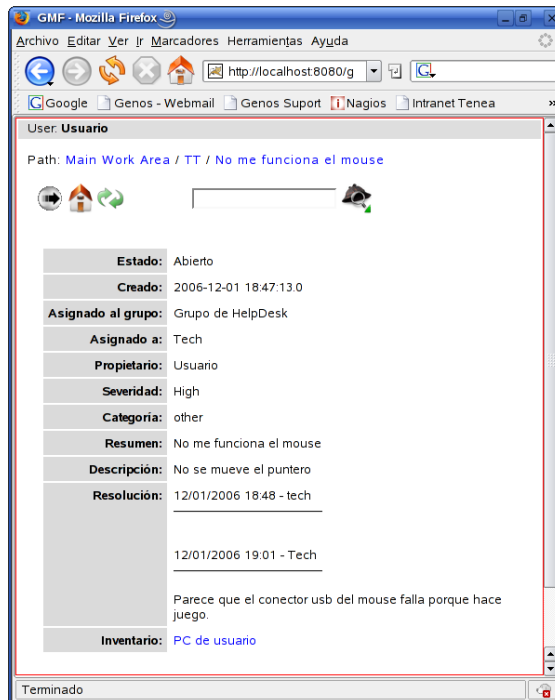 GMF - Mozilla Firefox
Archivo Editar Ver Ir Marcadores Herramientas Ayuda
http://localhost:8080/g
G
Google Genos - Webmail Genos Suport Nagios Intranet Tenea »
User: Usuario
Path: Main Work Area / TT / No me funciona el mouse
Estado: Abierto
Creado: 2006-12-01 18:47:13.0
Asignado al grupo: Grupo de HelpDesk
Asignado a: Tech
Propietario: Usuario
Severidad: High
Categoría: other
Resumen: No me funciona el mouse
Descripción: No se mueve el puntero
Resolución: 12/01/2006 18:48 - tech
12/01/2006 19:01 - Tech
Parece que el conector usb del mouse falla porque hace
juego.
Inventario: PC de usuario
Terminado